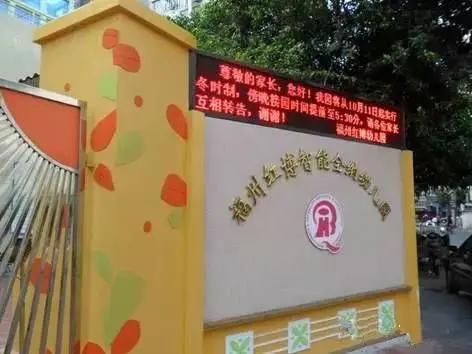 尊敬的家长，您好！我园将从10月11日起实行
冬时制，傍晚接园时间提前至5:30分，请各位家长
互相转告，谢谢！ 福州红博幼儿园
福州红博智能全纳幼儿园